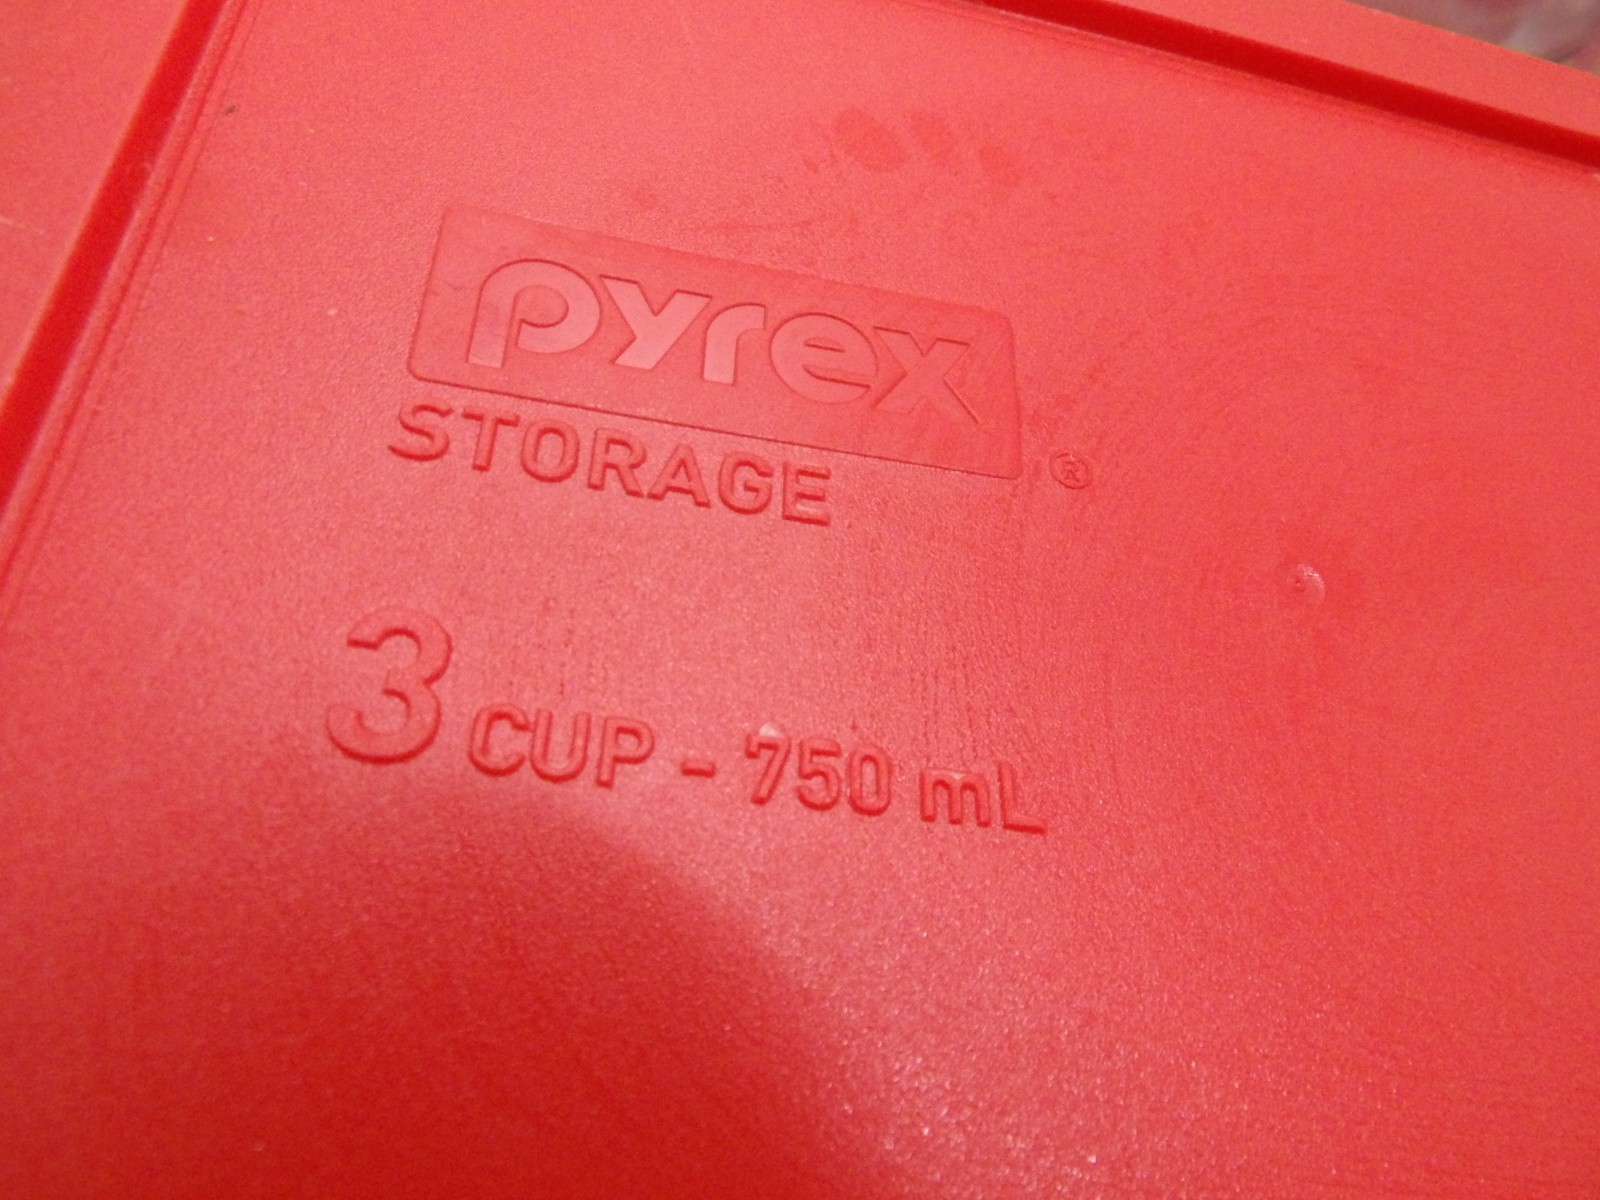 pyrex
®
STORAGE
3 CUP - 750 mL